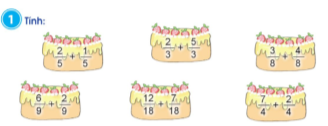 1 Tính:
2/5 + 1/5
2/3 + 5/3
3/8 + 4/8
6/9 + 2/9
12/18 + 7/18
7/4 + 2/4